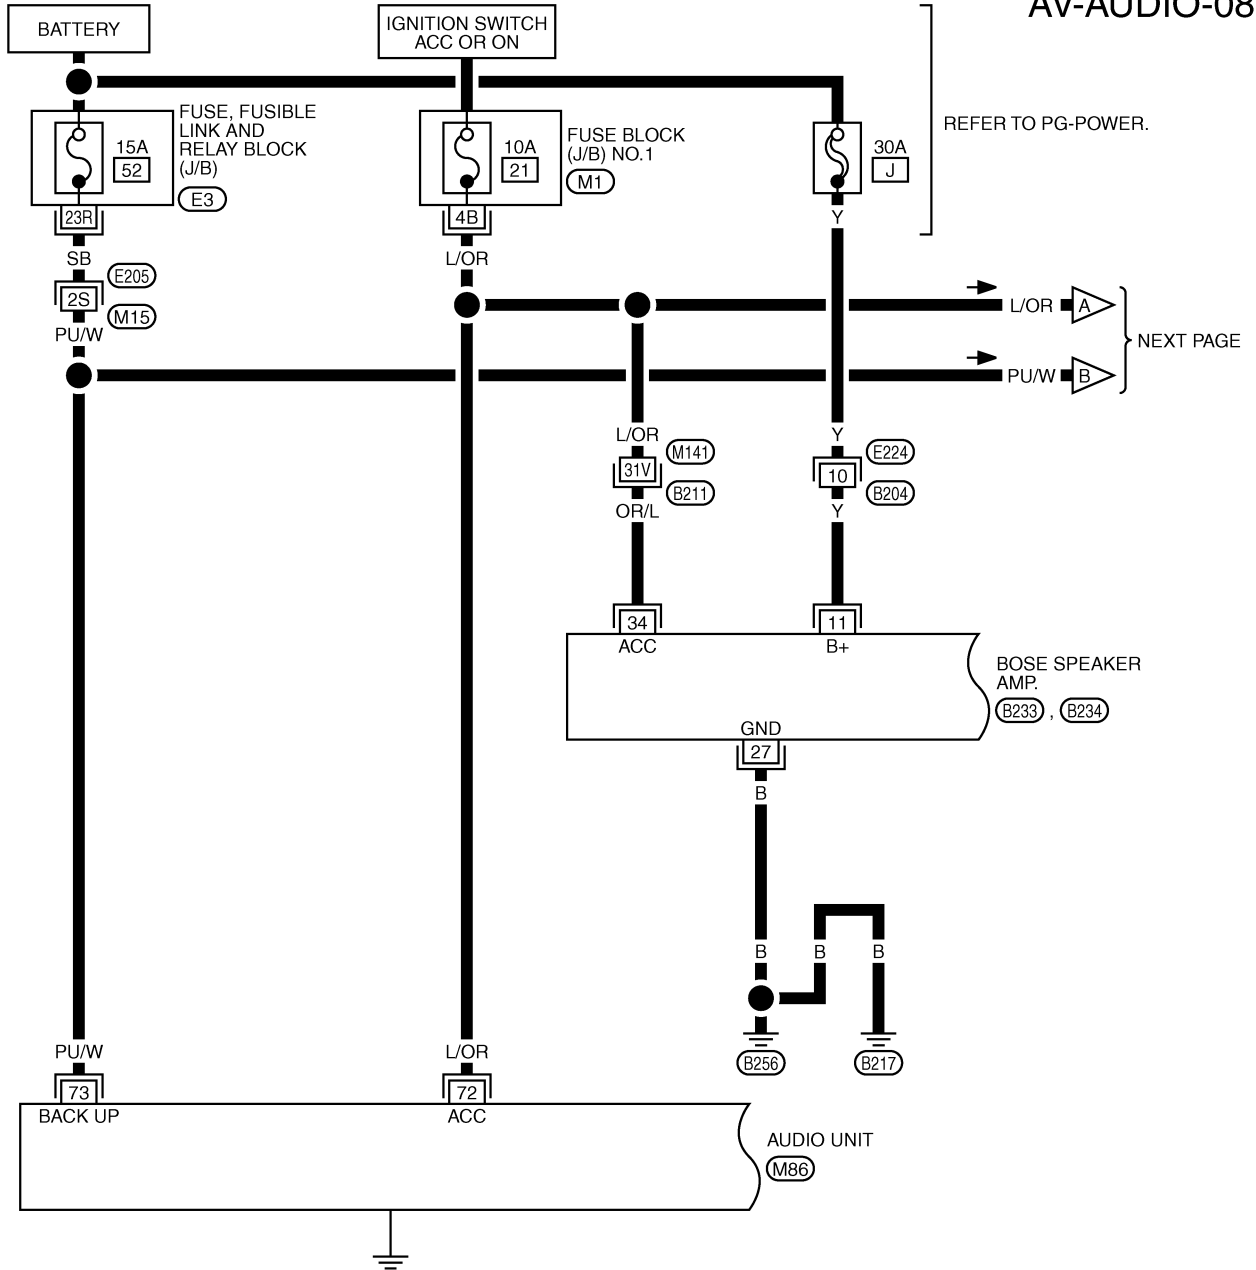 AV-AUDIO-08
BATTERY
IGNITION SWITCH
ACC OR ON
REFER TO PG-POWER.
15A
52
FUSE, FUSIBLE
LINK AND
RELAY BLOCK
(J/B)
E3
10A
21
FUSE BLOCK
(J/B) NO.1
M1
30A
J
23R
4B
Y
SB
L/OR
E205
2S
M15
PU/W
L/OR
A
NEXT PAGE
PU/W
B
L/OR
Y
M141
31V
B211
E224
10
B204
OR/L
Y
34
11
ACC
B+
BOSE SPEAKER
AMP.
B233 , B234
GND
27
B
B
B
B
B256
B217
PU/W
L/OR
73
72
BACK UP
ACC
AUDIO UNIT
M86